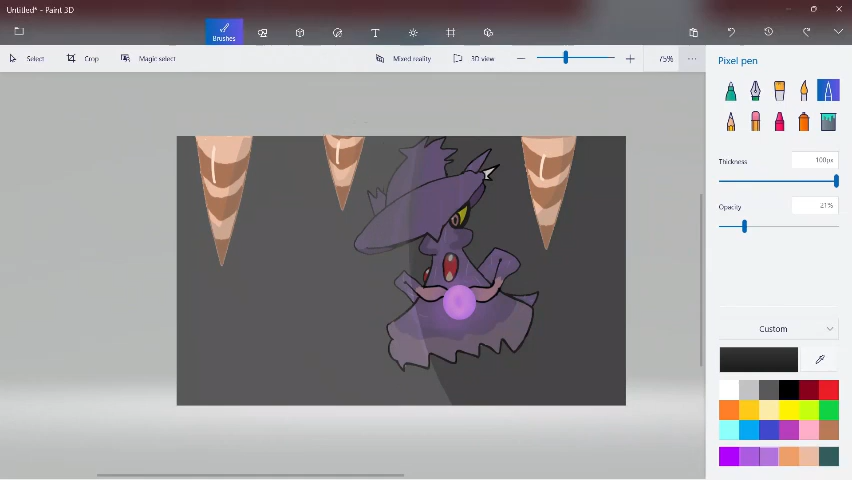 Untitled* - Paint 3D
Brushes
Select
Crop
Magic select
Mixed reality
3D view
75%
Pixel pen
Thickness
100px
Opacity
21%
Custom